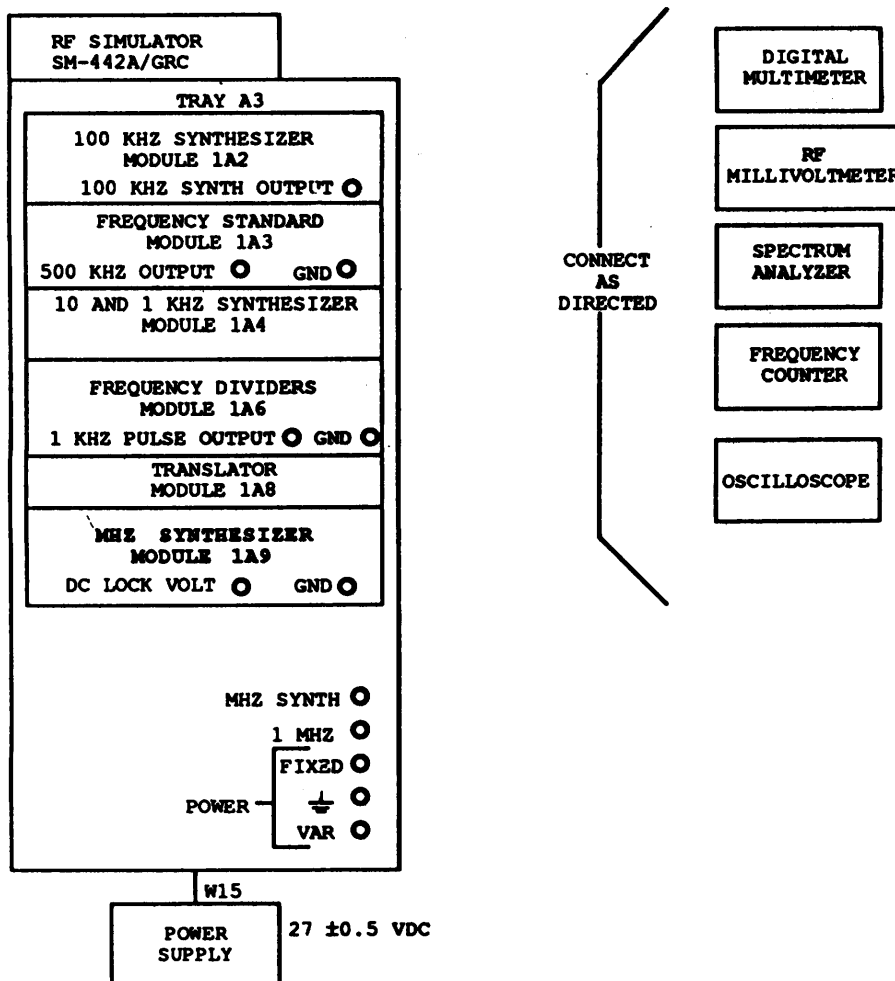 RF SIMULATOR
SM-442A/GRC
TRAY A3
100 KHZ SYNTHESIZER
MODULE 1A2
100 KHZ SYNTH OUTPUT
FREQUENCY STANDARD
MODULE 1A3
500 KHZ OUTPUT GND
10 AND 1 KHZ SYNTHESIZER
MODULE 1A4
FREQUENCY DIVIDERS
MODULE 1A6
1 KHZ PULSE OUTPUT GND
TRANSLATOR
MODULE 1A8
MHZ SYNTHESIZER
MODULE 1A9
DC LOCK VOLT GND
MHZ SYNTH
1 MHZ
FIXED
POWER
VAR
W15
POWER
SUPPLY
27 ±0.5 VDC
CONNECT
AS
DIRECTED
DIGITAL
MULTIMETER
RF
MILLIVOLTMETER
SPECTRUM
ANALYZER
FREQUENCY
COUNTER
OSCILLOSCOPE